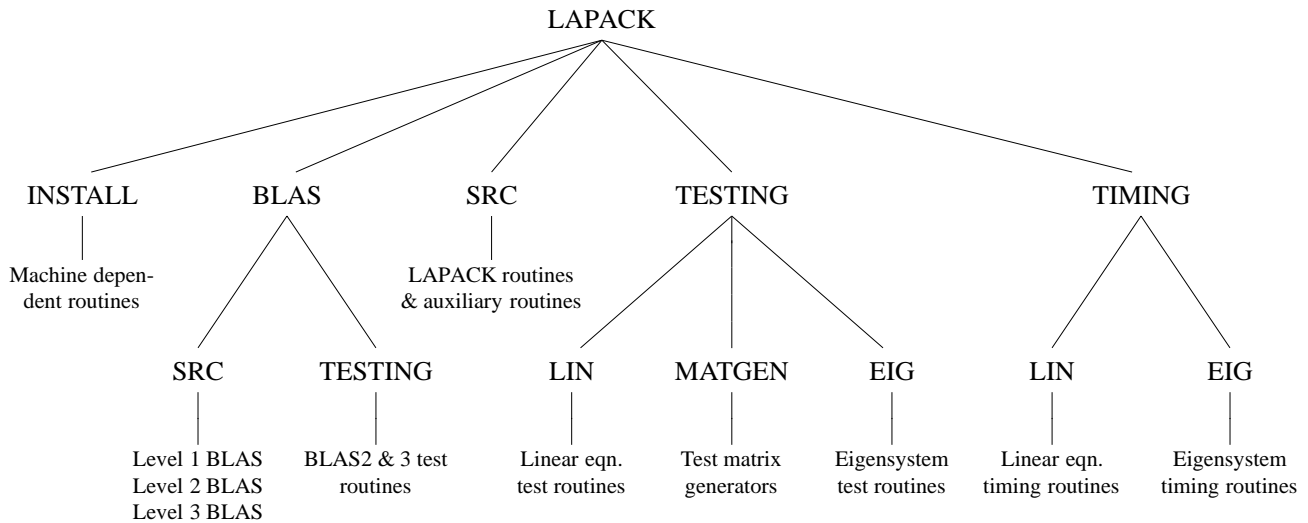 LAPACK
INSTALL
BLAS
SRC
TESTING
TIMING
Machine depen-
dent routines
LAPACK routines
& auxiliary routines
SRC
TESTING
LIN
MATGEN
EIG
LIN
EIG
Level 1 BLAS
Level 2 BLAS
Level 3 BLAS
BLAS2 & 3 test
routines
Linear eqn.
test routines
Test matrix
generators
Eigensystem
test routines
Linear eqn.
timing routines
Eigensystem
timing routines